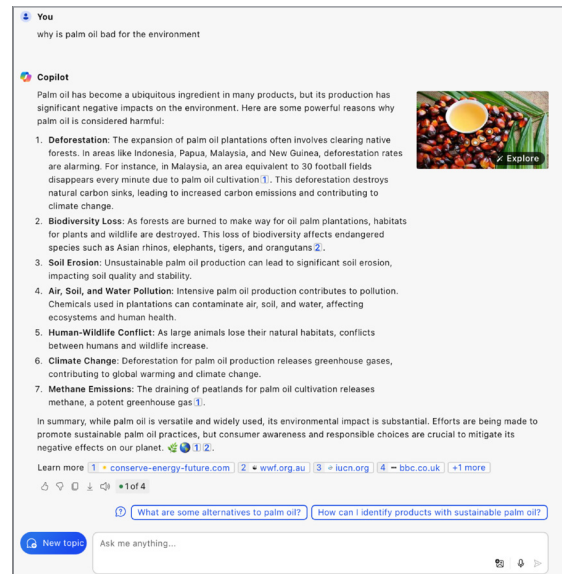 You
why is palm oil bad for the environment
Copilot
Palm oil has become a ubiquitous ingredient in many products, but its production has
significant negative impacts on the environment. Here are some powerful reasons why
palm oil is considered harmful:
Explore
1. Deforestation: The expansion of palm oil plantations often involves clearing native
forests. In areas like Indonesia, Papua, Malaysia, and New Guinea, deforestation rates
are alarming. For instance, in Malaysia, an area equivalent to 30 football fields
disappears every minute due to palm oil cultivation 1. This deforestation destroys
natural carbon sinks, leading to increased carbon emissions and contributing to
climate change.
2. Biodiversity Loss: As forests are burned to make way for oil palm plantations, habitats
for plants and wildlife are destroyed. This loss of biodiversity affects endangered
species such as Asian rhinos, elephants, tigers, and orangutans 2.
3. Soil Erosion: Unsustainable palm oil production can lead to significant soil erosion,
impacting soil quality and stability.
4. Air, Soil, and Water Pollution: Intensive palm oil production contributes to pollution.
Chemicals used in plantations can contaminate air, soil, and water, affecting
ecosystems and human health.
5. Human-Wildlife Conflict: As large animals lose their natural habitats, conflicts
between humans and wildlife increase.
6. Climate Change: Deforestation for palm oil production releases greenhouse gases,
contributing to global warming and climate change.
7. Methane Emissions: The draining of peatlands for palm oil cultivation releases
methane, a potent greenhouse gas 1.
In summary, while palm oil is versatile and widely used, its environmental impact is substantial. Efforts are being made to
promote sustainable palm oil practices, but consumer awareness and responsible choices are crucial to mitigate its
negative effects on our planet. 🌿🌎 1 2.
Learn more 1 conserve-energy-future.com 2 wwf.org.au 3 iucn.org 4 bbc.co.uk +1 more
1 of 4
What are some alternatives to palm oil? How can I identify products with sustainable palm oil?
New topic Ask me anything...